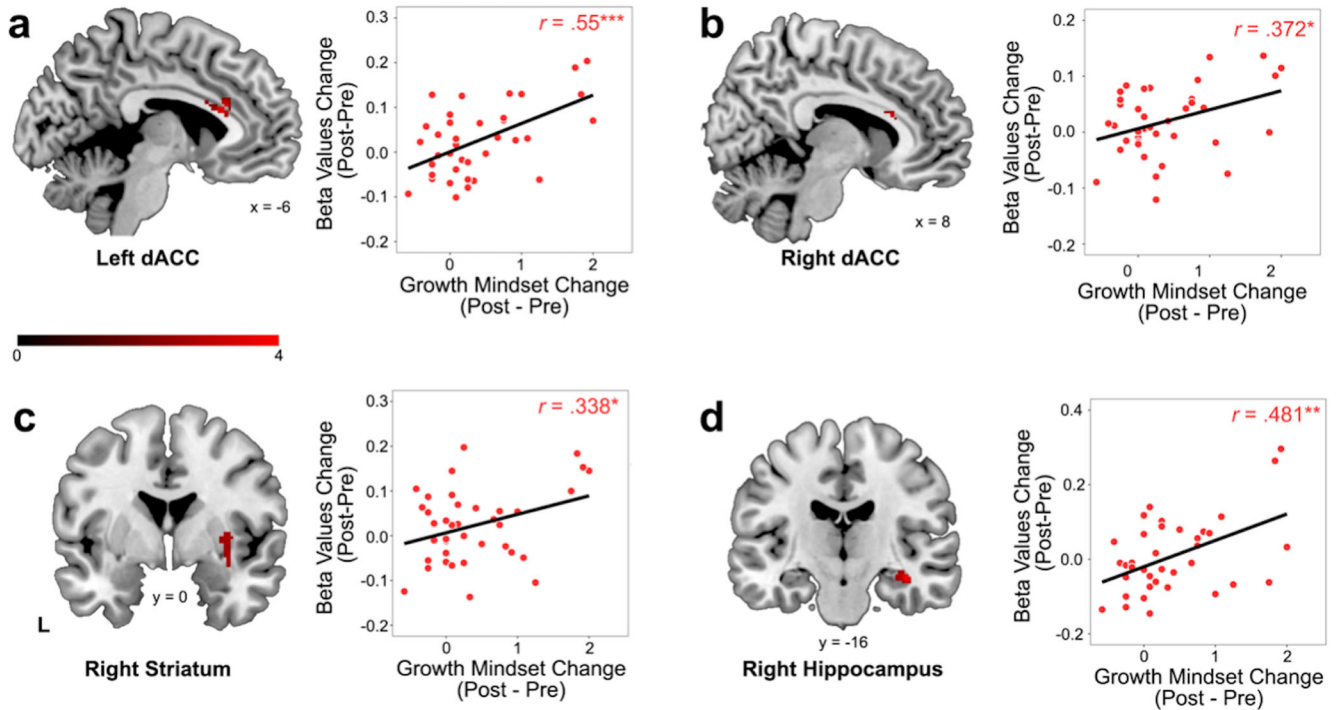 a
x = -6
Left dACC
r = .55***
0.3
0.2
0.1
0.0
-0.1
-0.2
Beta Values Change
(Post-Pre)
0 1 2
Growth Mindset Change
(Post - Pre)
b
x = 8
Right dACC
r = .372*
0.2
0.1
0.0
-0.1
-0.2
Beta Values Change
(Post-Pre)
0 1 2
Growth Mindset Change
(Post - Pre)
0 4
c
y = 0
L
Right Striatum
r = .338*
0.3
0.2
0.1
0.0
-0.1
-0.2
Beta Values Change
(Post-Pre)
0 1 2
Growth Mindset Change
(Post - Pre)
d
y = -16
Right Hippocampus
r = .481**
0.4
0.2
0.0
-0.2
Beta Values Change
(Post-Pre)
0 1 2
Growth Mindset Change
(Post - Pre)